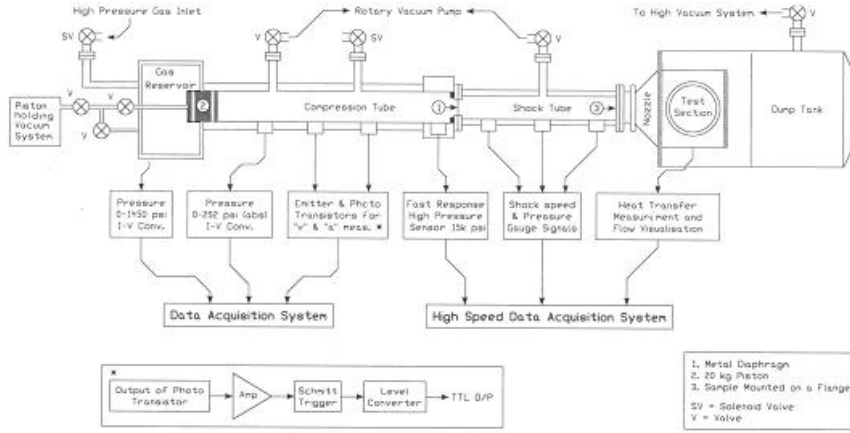 High Pressure Gas Inlet
Rotary Vacuum Pump
To High Vacuum System
SV
V
SV
V
V
Gas
Reservoir
Piston
holding
Vacuum
System
V
V
V
2
Compression Tube
1
Shock Tube
3
Nozzle
Test
Section
Dump
Tank
Pressure
0-1450 psi
I-V Conv.
Pressure
0-232 psi (abs)
I-V Conv.
Emitter & Photo
Transistors for
"v" & "a" meas. *
Fast Response
High Pressure
Sensor 15k psi
Shock speed
& Pressure
Gauge Signals
Heat Transfer
Measurment and
Flow Visualisation
Data Acquisition System
High Speed Data Acquisition System
*
Output of Photo
Transistor
Amp
Schmitt
Trigger
Level
Converter
TTL O/P
1. Metal Diaphragm
2. 20 kg Piston
3. Sample Mounted on a Flange
SV = Solenoid Valve
V = Valve